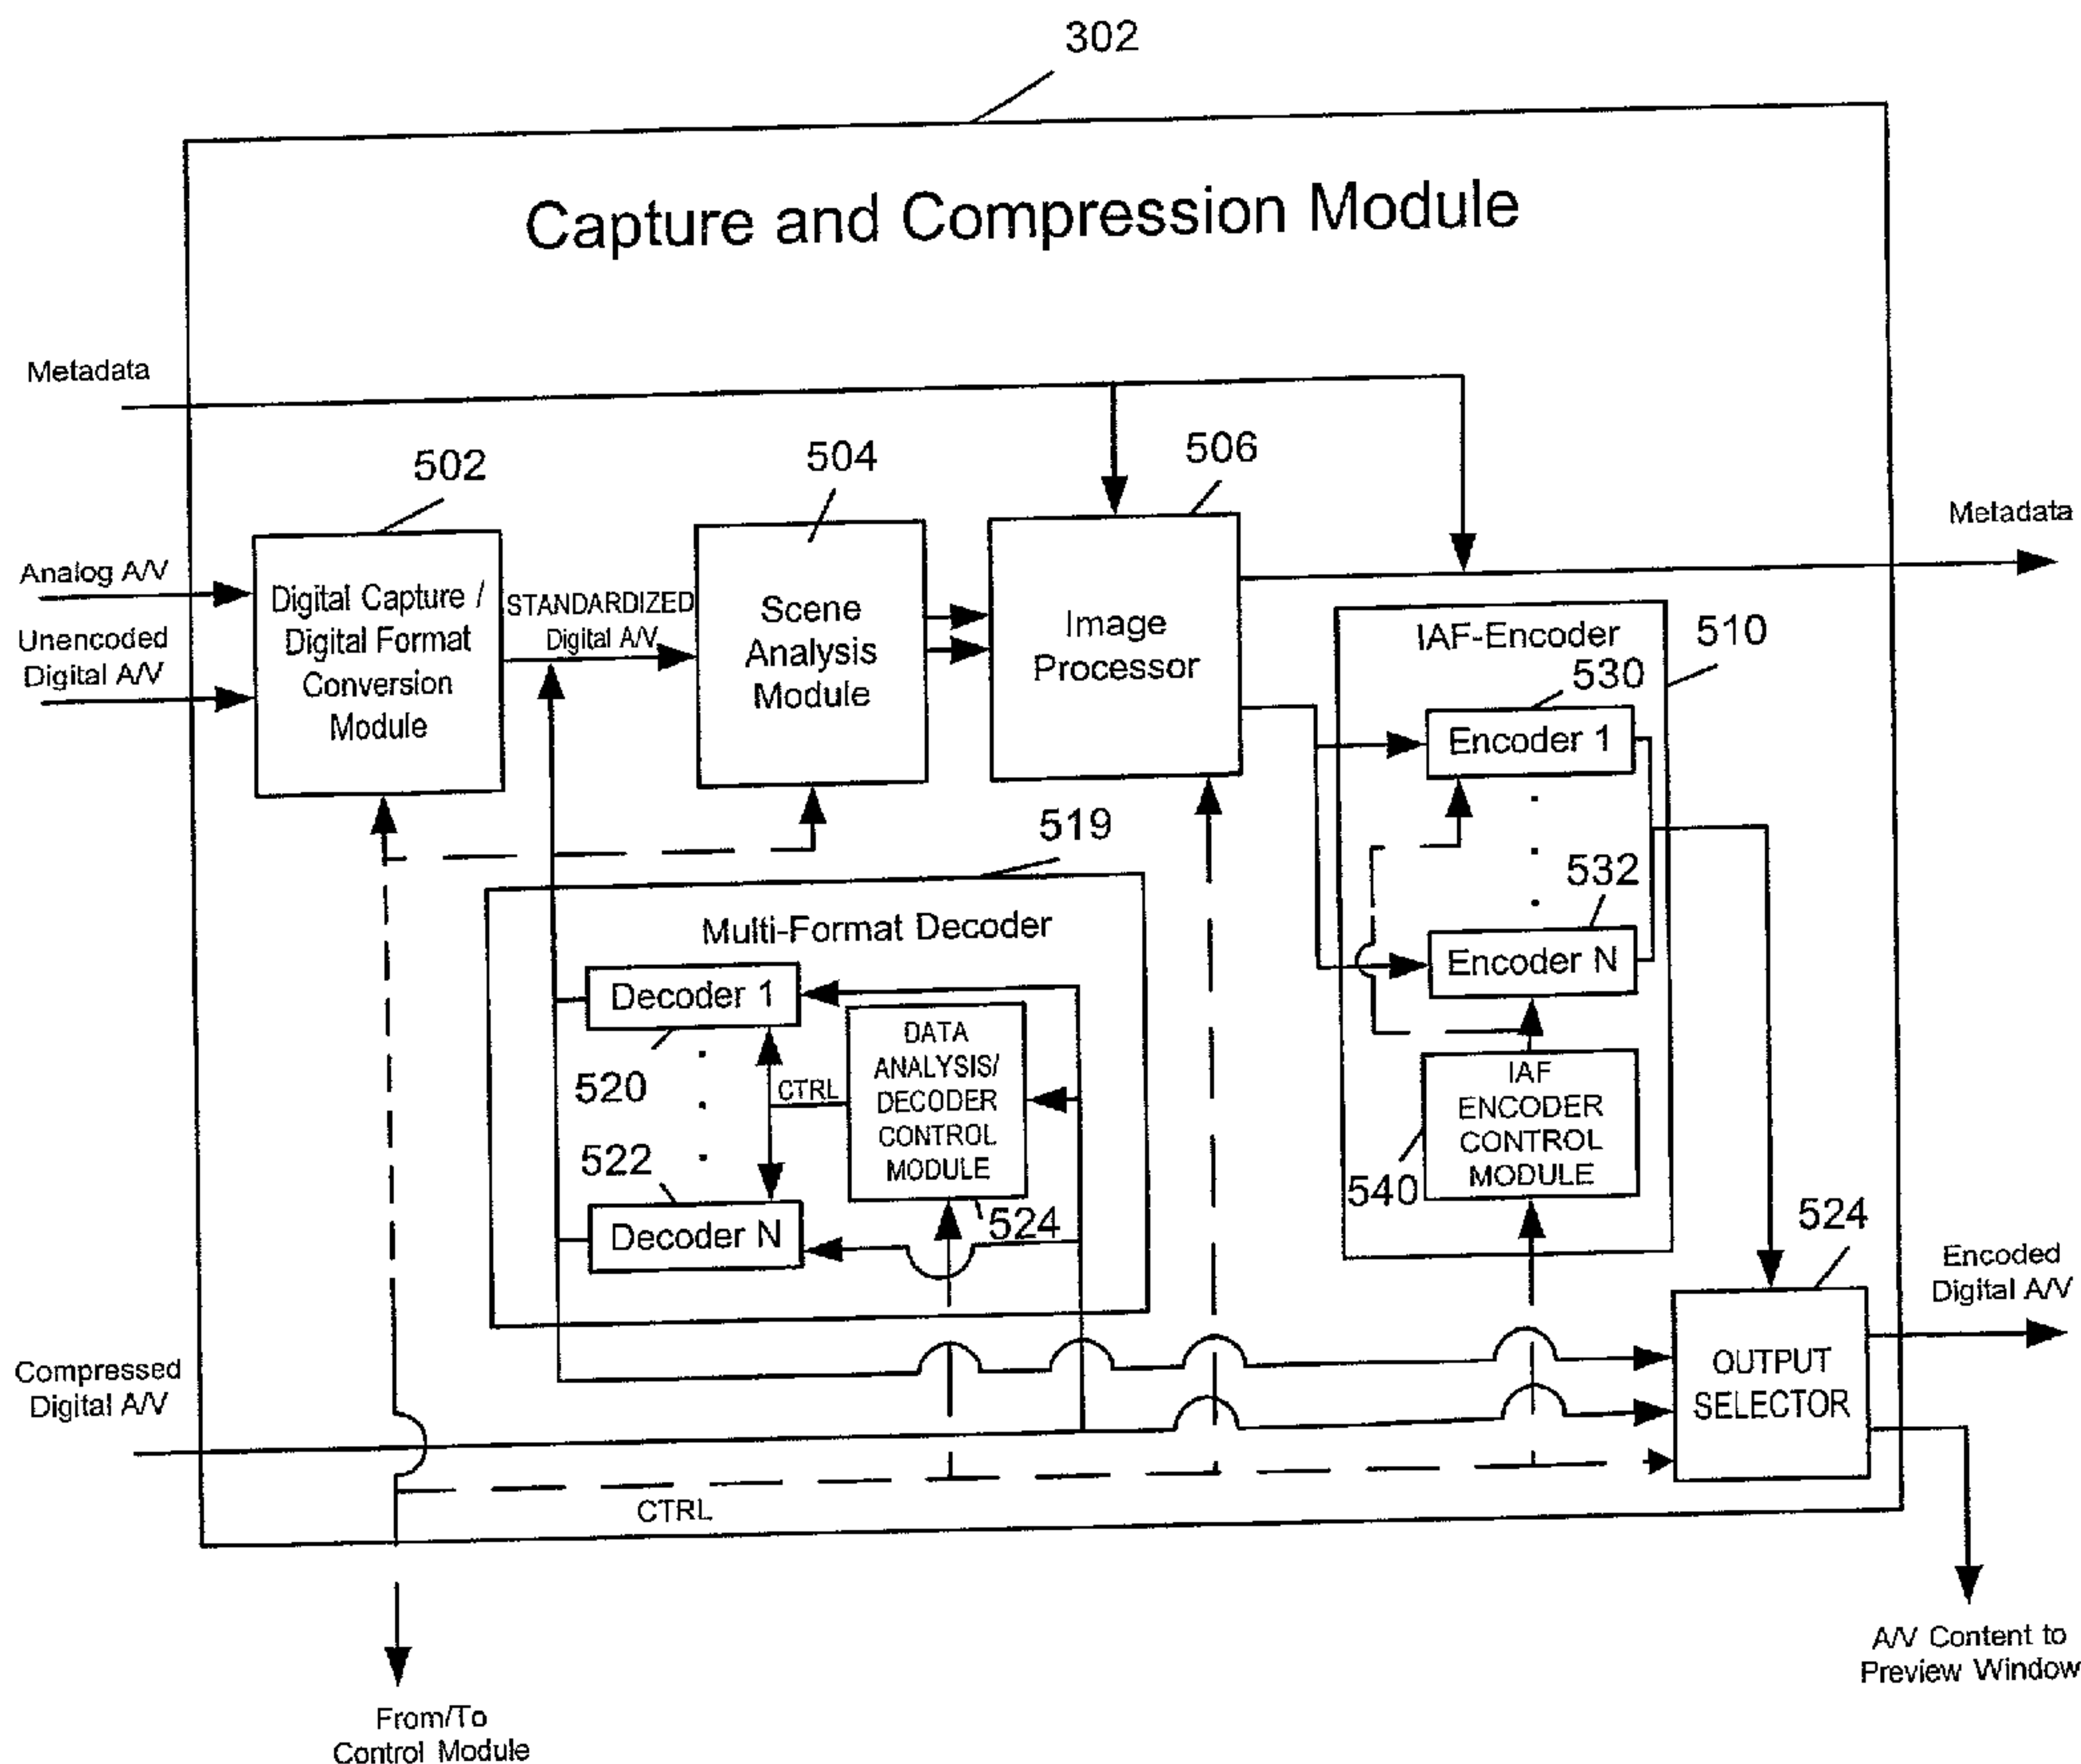 302
Capture and Compression Module
Metadata
502
504
506
Metadata
Analog A/V
Unencoded
Digital A/V
Digital Capture /
Digital Format
Conversion
Module
STANDARDIZED
Digital A/V
Scene
Analysis
Module
Image
Processor
IAF-Encoder
510
530
Encoder 1
.
.
.
532
Encoder N
519
Multi-Format Decoder
Decoder 1
520
.
.
.
CTRL
522
Decoder N
DATA
ANALYSIS/
DECODER
CONTROL
MODULE
524
IAF
ENCODER
CONTROL
MODULE
540
524
Encoded
Digital A/V
Compressed
Digital A/V
OUTPUT
SELECTOR
CTRL
A/V Content to
Preview Window
From/To
Control Module